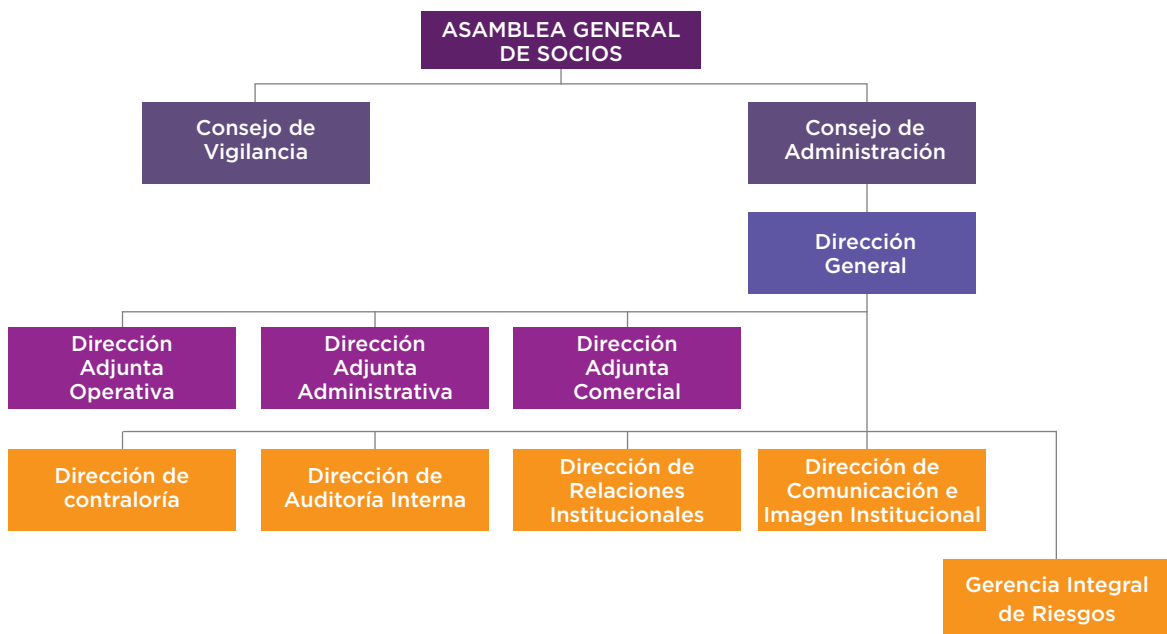 ASAMBLEA GENERAL
DE SOCIOS
Consejo de
Vigilancia
Consejo de
Administración
Dirección
General
Dirección
Adjunta
Operativa
Dirección
Adjunta
Administrativa
Dirección
Adjunta
Comercial
Dirección de
contraloría
Dirección de
Auditoría Interna
Dirección de
Relaciones
Institucionales
Dirección de
Comunicación e
Imagen Institucional
Gerencia Integral
de Riesgos